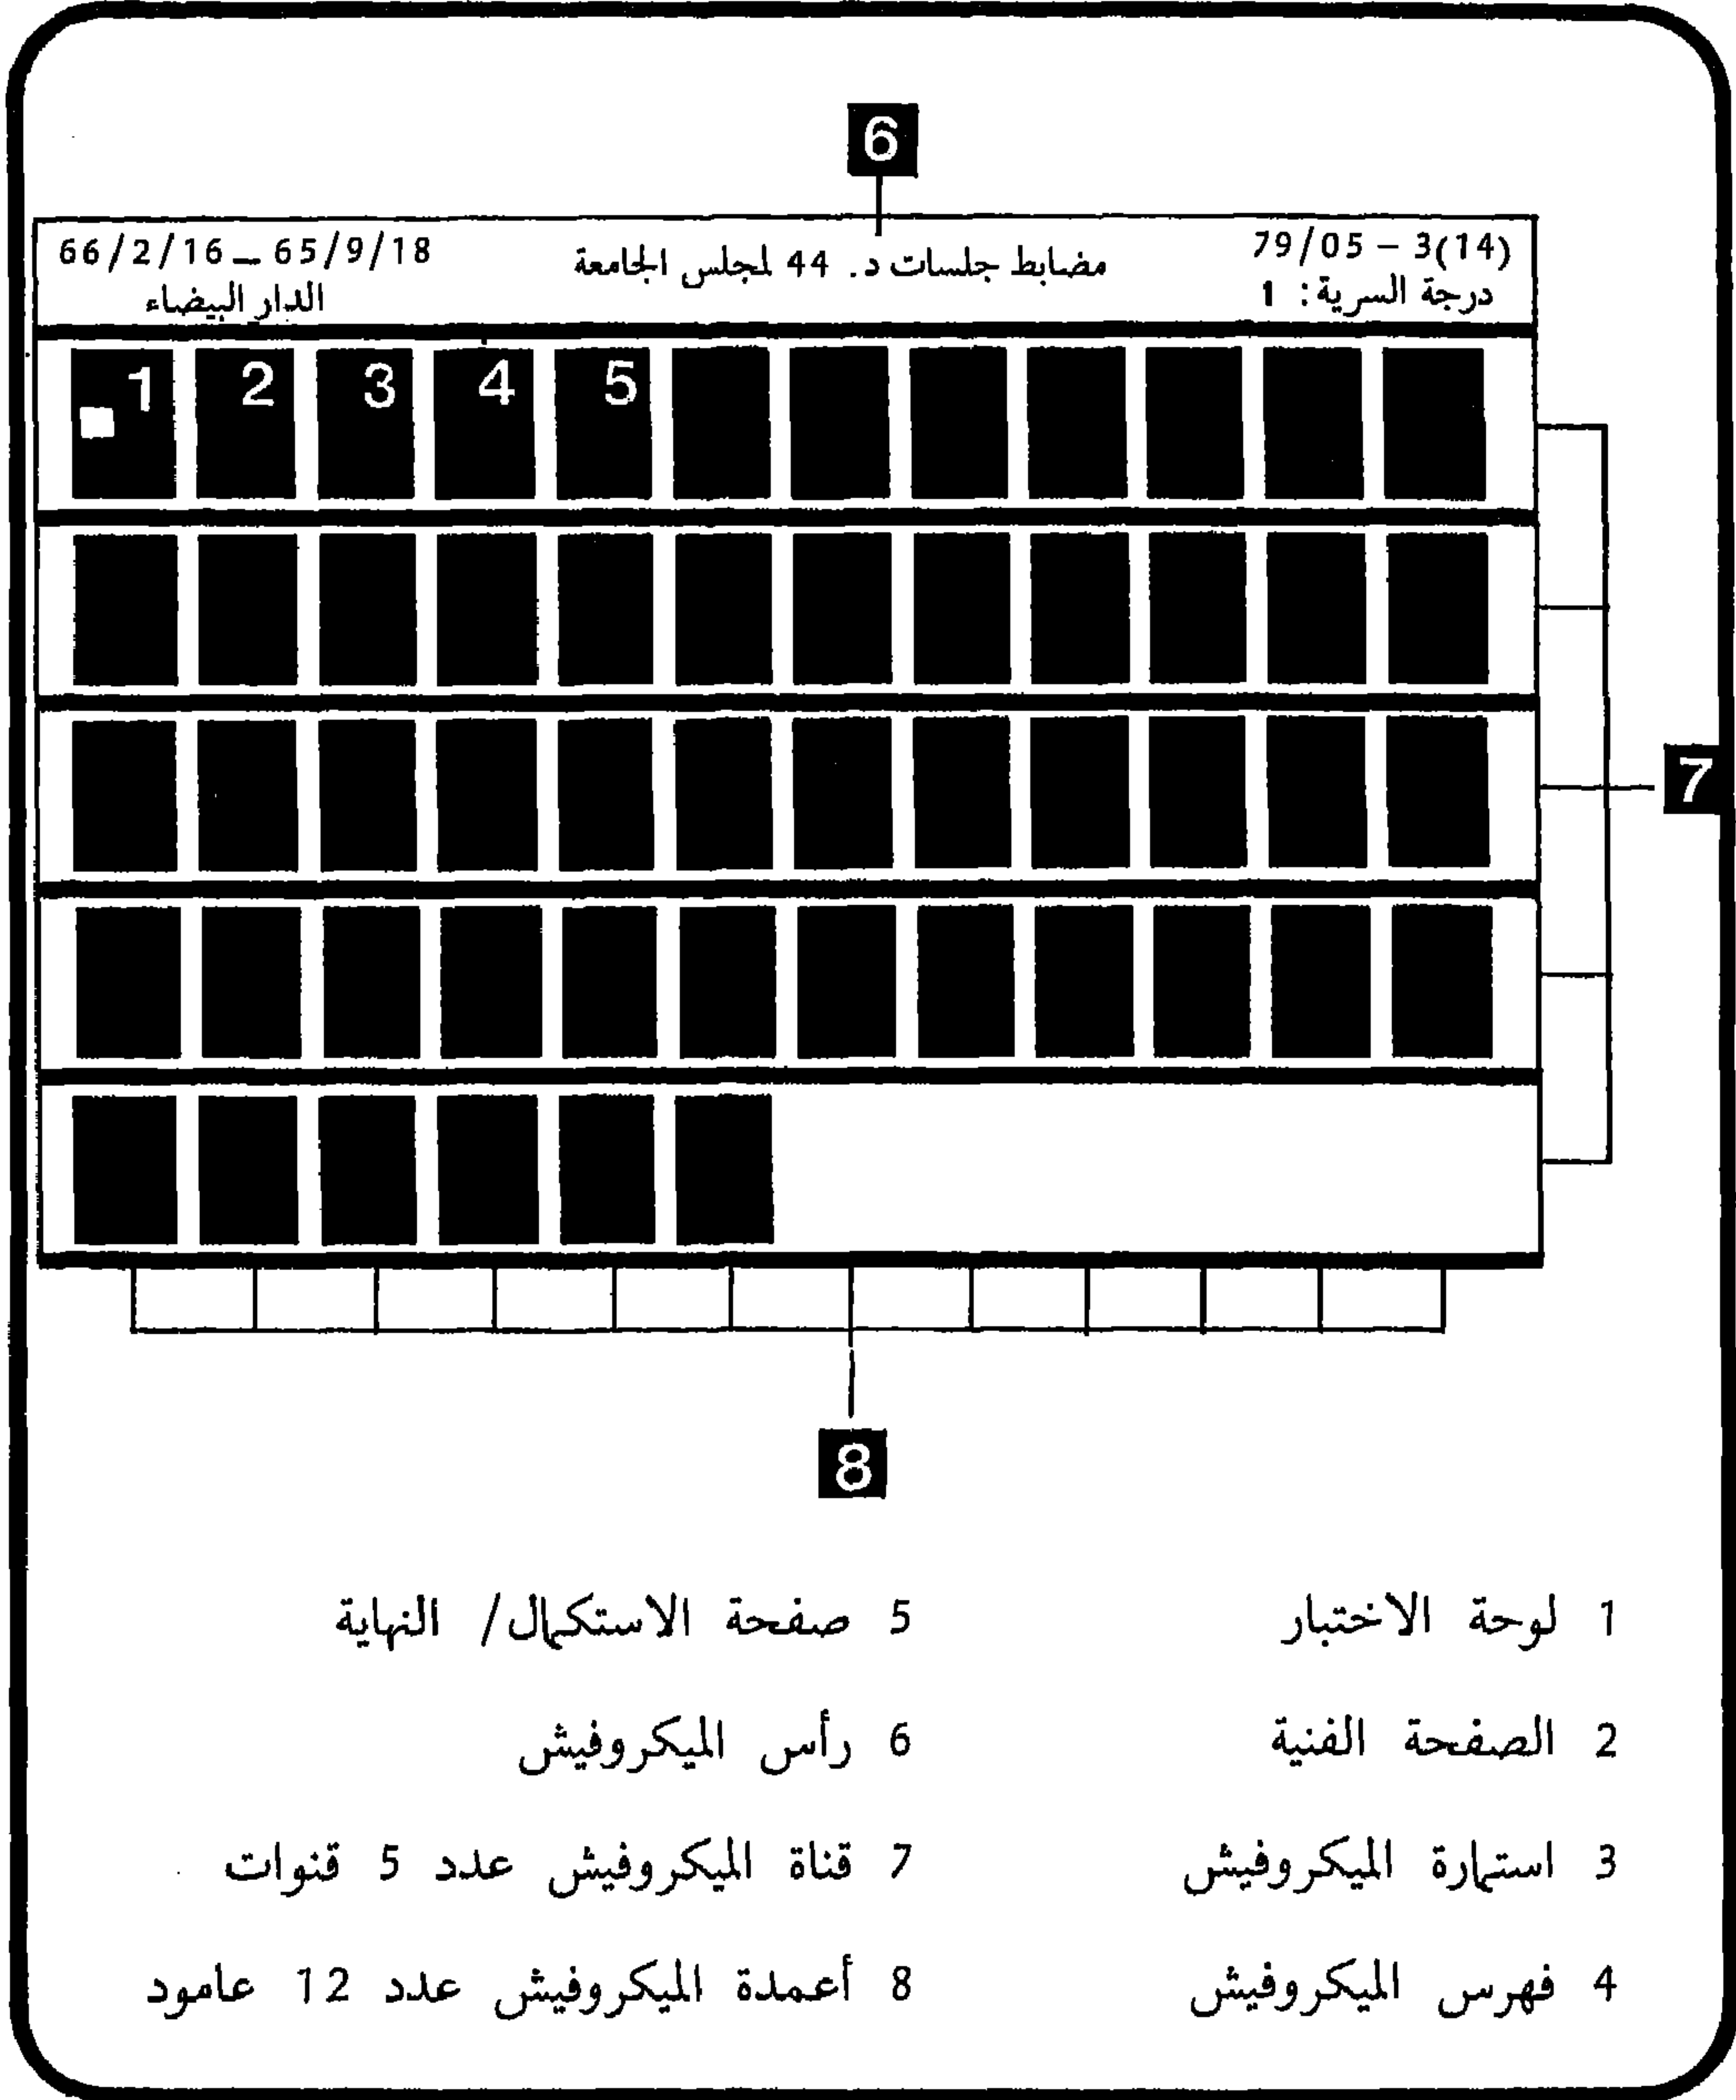 6
79/05 – 3(14) مضابط جلسات د. 44 لمجلس الجامعة 66/2/16 – 65/9/18
درجة السرية: 1 الدار البيضاء
1 2 3 4 5
7
8
1 لوحة الاختبار
2 الصفحة الفنية
3 استمارة الميكروفيش
4 فهرس الميكروفيش
5 صفحة الاستكمال/ النهاية
6 رأس الميكروفيش
7 قناة الميكروفيش عدد 5 قنوات
8 أعمدة الميكروفيش عدد 12 عامود